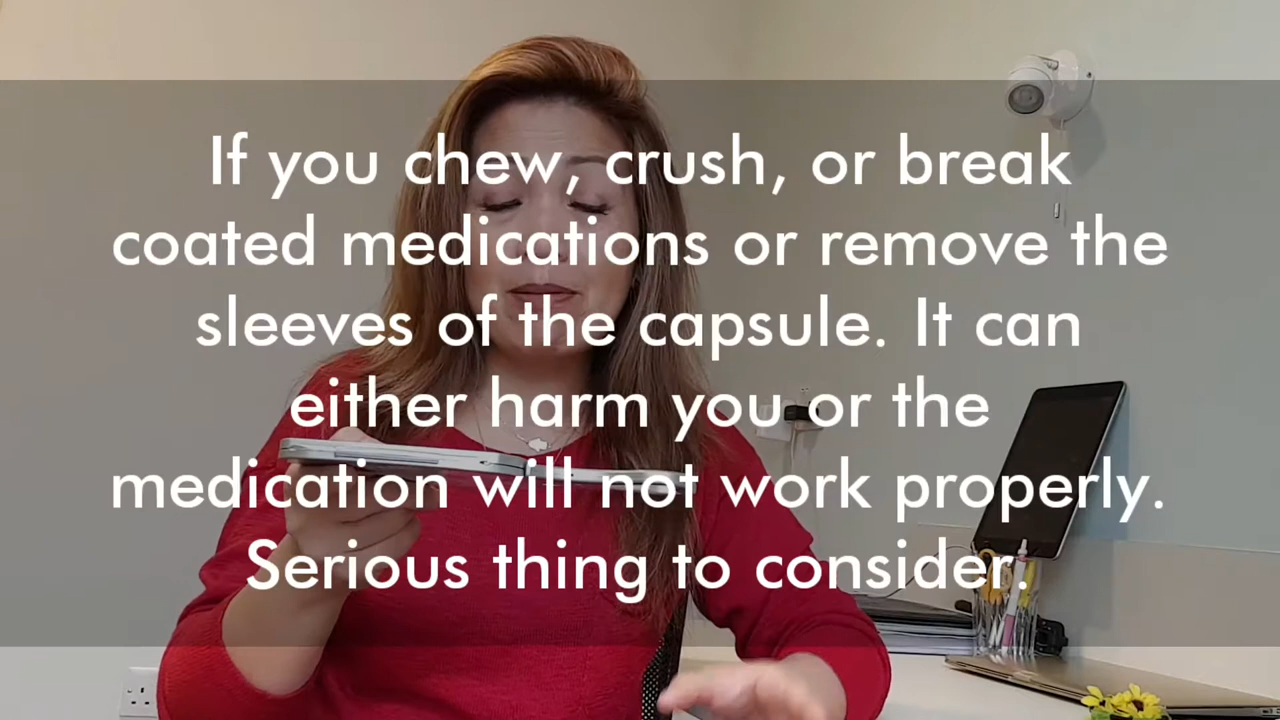 If you chew, crush, or break
coated medications or remove the
sleeves of the capsule. It can
either harm you or the
medication will not work properly.
Serious thing to consider.